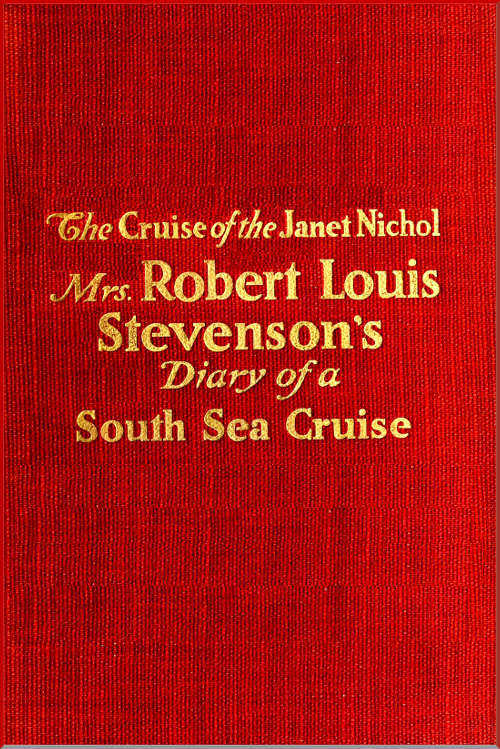 The Cruise of the Janet Nichol
Mrs. Robert Louis
Stevenson's
Diary of a
South Sea Cruise